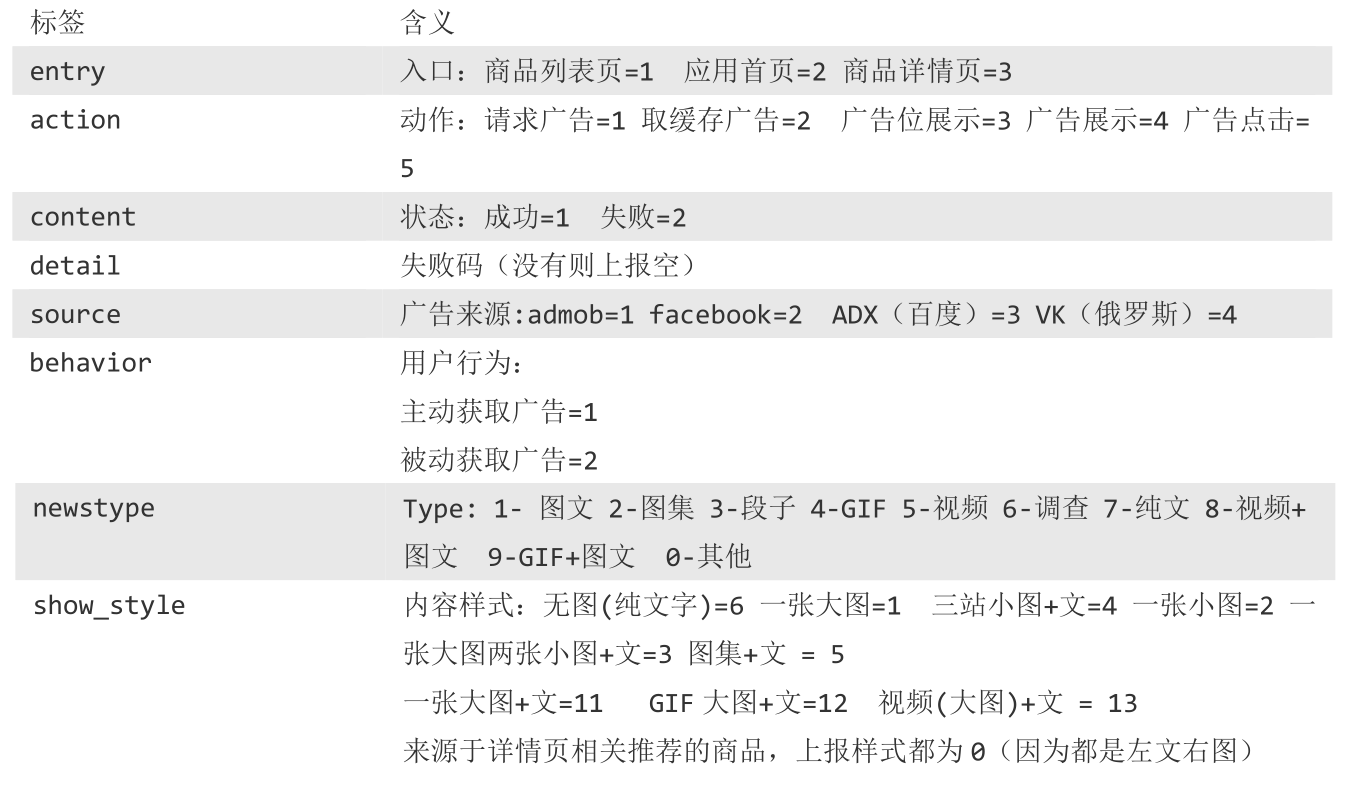 标签 含义
entry 入口：商品列表页=1 应用首页=2 商品详情页=3
action 动作：请求广告=1 取缓存广告=2 广告位展示=3 广告展示=4 广告点击=
5
content 状态：成功=1 失败=2
detail 失败码（没有则上报空）
source 广告来源:admob=1 facebook=2 ADX（百度）=3 VK（俄罗斯）=4
behavior 用户行为：
主动获取广告=1
被动获取广告=2
newstype Type: 1- 图文 2-图集 3-段子 4-GIF 5-视频 6-调查 7-纯文 8-视频+
图文 9-GIF+图文 0-其他
show_style 内容样式：无图(纯文字)=6 一张大图=1 三站小图+文=4 一张小图=2 一
张大图两张小图+文=3 图集+文 = 5
一张大图+文=11 GIF 大图+文=12 视频(大图)+文 = 13
来源于详情页相关推荐的商品，上报样式都为 0（因为都是左文右图）